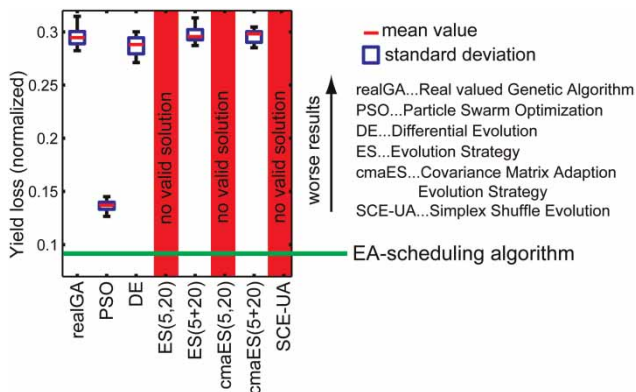 0.3
0.25
0.2
0.15
0.1
Yield loss (normalized)
no valid solution
no valid solution
no valid solution
realGA
PSO
DE
ES(5,20)
ES(5+20)
cmaES(5,20)
cmaES(5+20)
SCE-UA
mean value
standard deviation
worse results
realGA...Real valued Genetic Algorithm
PSO...Particle Swarm Optimization
DE...Differential Evolution
ES...Evolution Strategy
cmaES...Covariance Matrix Adaption
Evolution Strategy
SCE-UA...Simplex Shuffle Evolution
EA-scheduling algorithm